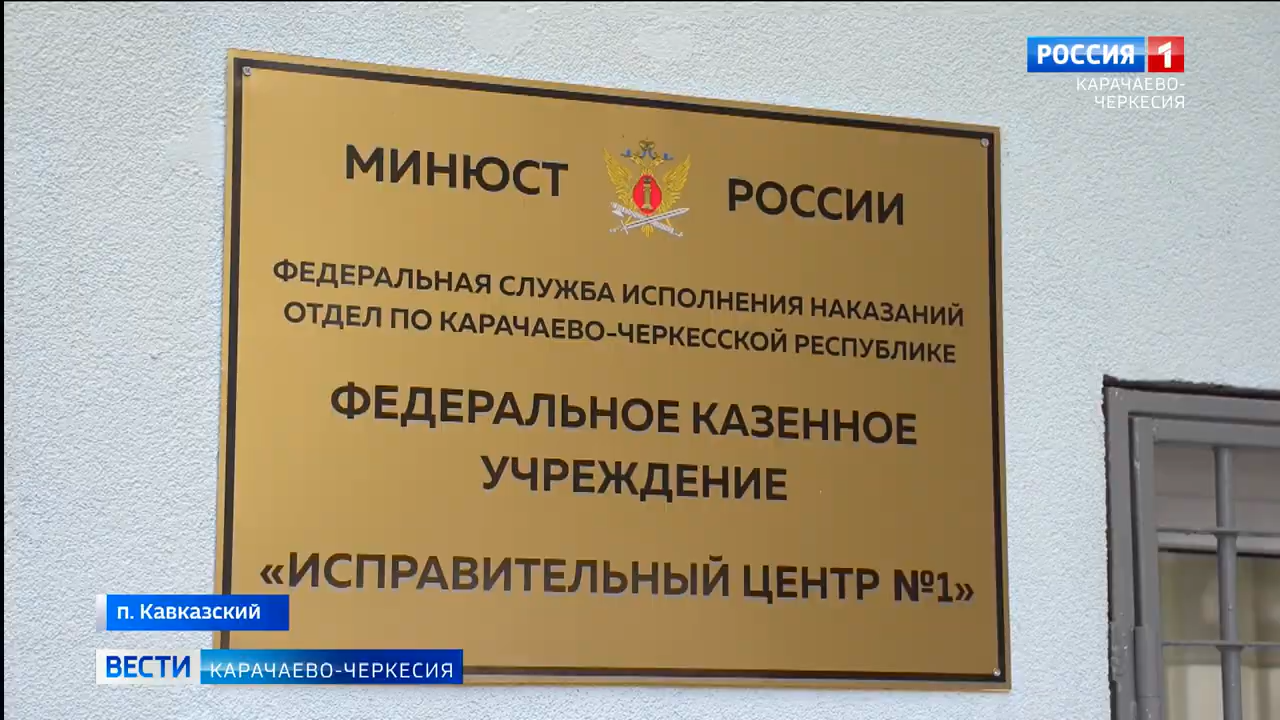 РОССИЯ 1
КАРАЧАЕВО-
ЧЕРКЕСИЯ
МИНЮСТ РОССИИ
ФЕДЕРАЛЬНАЯ СЛУЖБА ИСПОЛНЕНИЯ НАКАЗАНИЙ
ОТДЕЛ ПО КАРАЧАЕВО-ЧЕРКЕССКОЙ РЕСПУБЛИКЕ
ФЕДЕРАЛЬНОЕ КАЗЕННОЕ
УЧРЕЖДЕНИЕ
«ИСПРАВИТЕЛЬНЫЙ ЦЕНТР №1»
п. Кавказский
ВЕСТИ КАРАЧАЕВО-ЧЕРКЕСИЯ